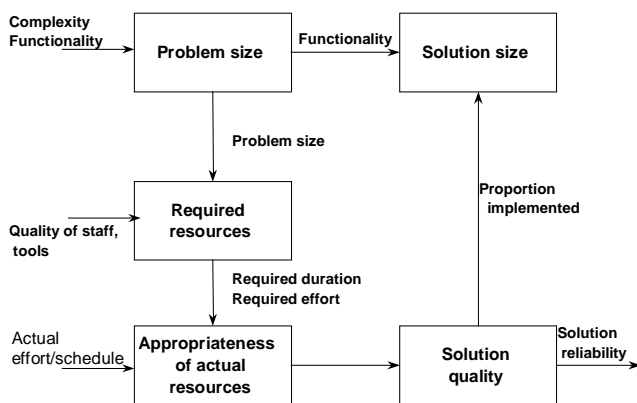 Complexity
Functionality
Problem size
Functionality
Solution size
Problem size
Proportion
implemented
Required
resources
Quality of staff,
tools
Required duration
Required effort
Actual
effort/schedule
Appropriateness
of actual
resources
Solution
quality
Solution
reliability